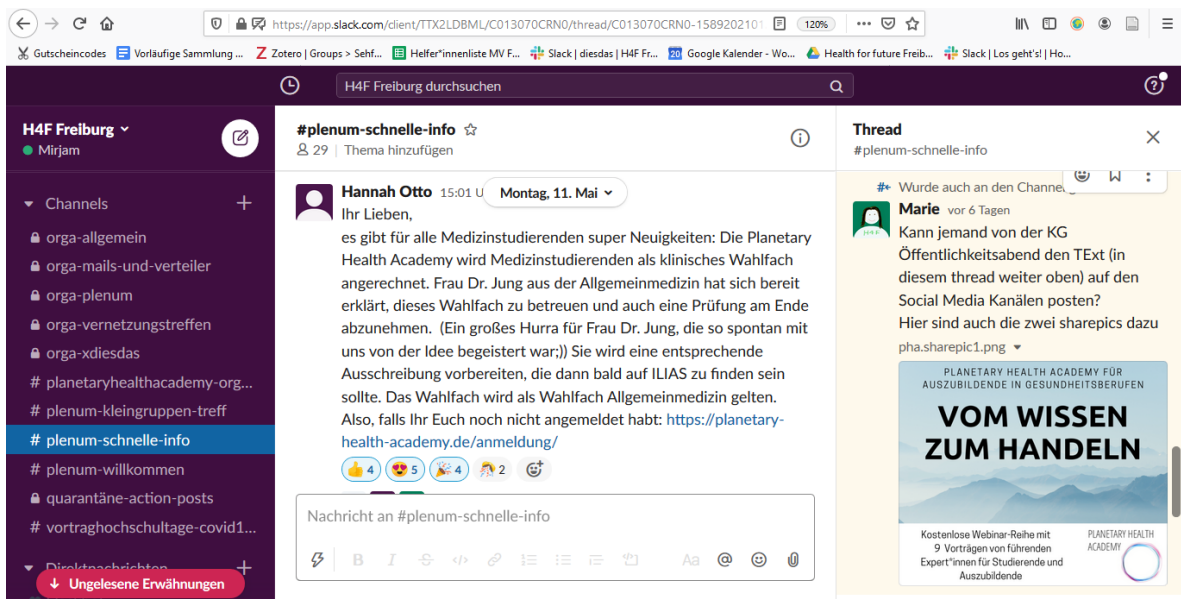 https://app.slack.com/client/TTX2LDBML/C013070CRN0/thread/C013070CRN0-1589202101
120%
Gutscheincodes
Vorläufige Sammlung ...
Zotero | Groups > Sehf...
Helfer*innenliste MV F...
Slack | diesdas | H4F Fr...
20 Google Kalender - Wo...
Health for future Freib...
Slack | Los geht's! | Ho...
H4F Freiburg durchsuchen
H4F Freiburg
Mirjam
Channels
orga-allgemein
orga-mails-und-verteiler
orga-plenum
orga-vernetzungstreffen
orga-xdiesdas
# planetaryhealthacademy-org...
# plenum-kleingruppen-treff
# plenum-schnelle-info
# plenum-willkommen
quarantäne-action-posts
# vortraghochschultage-covid1...
Direktnachrichten
↓ Ungelesene Erwähnungen
#plenum-schnelle-info
29 | Thema hinzufügen
Montag, 11. Mai
Hannah Otto 15:01 U
Ihr Lieben,
es gibt für alle Medizinstudierenden super Neuigkeiten: Die Planetary
Health Academy wird Medizinstudierenden als klinisches Wahlfach
angerechnet. Frau Dr. Jung aus der Allgemeinmedizin hat sich bereit
erklärt, dieses Wahlfach zu betreuen und auch eine Prüfung am Ende
abzunehmen. (Ein großes Hurra für Frau Dr. Jung, die so spontan mit
uns von der Idee begeistert war;)) Sie wird eine entsprechende
Ausschreibung vorbereiten, die dann bald auf ILIAS zu finden sein
sollte. Das Wahlfach wird als Wahlfach Allgemeinmedizin gelten.
Also, falls Ihr Euch noch nicht angemeldet habt: https://planetary-
health-academy.de/anmeldung/
4 5 4 2
Nachricht an #plenum-schnelle-info
B I S </> Aa @
Thread
#plenum-schnelle-info
Wurde auch an den Channel
Marie vor 6 Tagen
H4F
Kann jemand von der KG
Öffentlichkeitsabend den TExt (in
diesem thread weiter oben) auf den
Social Media Kanälen posten?
Hier sind auch die zwei sharepics dazu
pha.sharepic1.png
PLANETARY HEALTH ACADEMY FÜR
AUSZUBILDENDE IN GESUNDHEITSBERUFEN
VOM WISSEN
ZUM HANDELN
Kostenlose Webinar-Reihe mit
9 Vorträgen von führenden
Expert*innen für Studierende und
Auszubildende
PLANETARY HEALTH
ACADEMY